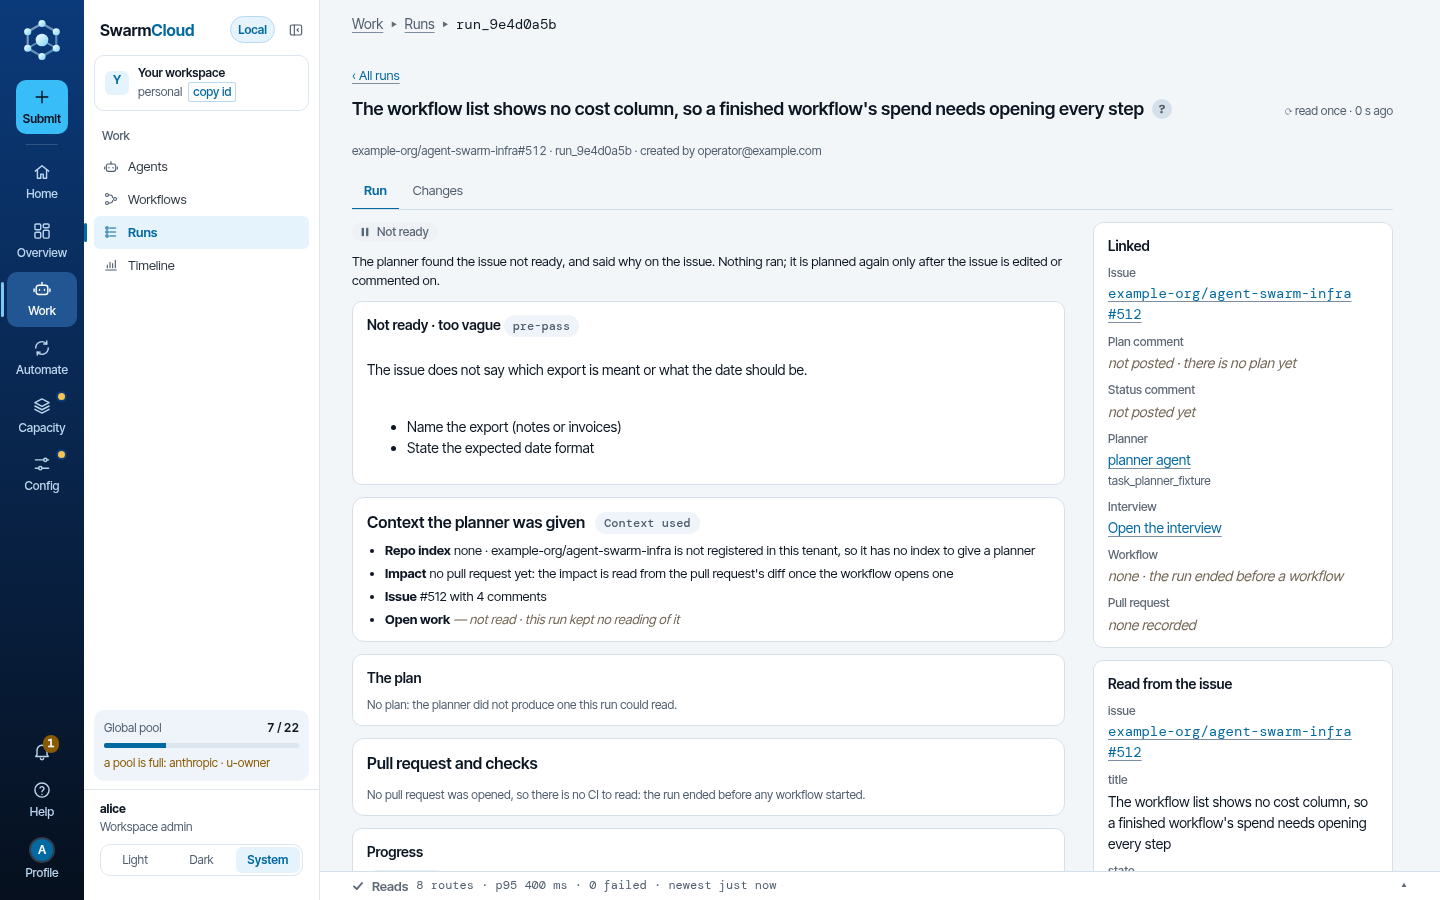 Submit
Home
Overview
Work
Automate
Capacity
Config
1
Help
A
Profile
SwarmCloud
Local
Y
Your workspace
personal copy id
Work
Agents
Workflows
Runs
Timeline
Global pool 7 / 22
a pool is full: anthropic · u-owner
alice
Workspace admin
Light Dark System
Work ▸ Runs ▸ run_9e4d0a5b
‹ All runs
The workflow list shows no cost column, so a finished workflow's spend needs opening every step ?
⟳ read once · 0 s ago
example-org/agent-swarm-infra#512 · run_9e4d0a5b · created by operator@example.com
Run Changes
Not ready
The planner found the issue not ready, and said why on the issue. Nothing ran; it is planned again only after the issue is edited or
commented on.
Not ready · too vague pre-pass
The issue does not say which export is meant or what the date should be.
• Name the export (notes or invoices)
• State the expected date format
Context the planner was given Context used
• Repo index none · example-org/agent-swarm-infra is not registered in this tenant, so it has no index to give a planner
• Impact no pull request yet: the impact is read from the pull request's diff once the workflow opens one
• Issue #512 with 4 comments
• Open work — not read · this run kept no reading of it
The plan
No plan: the planner did not produce one this run could read.
Pull request and checks
No pull request was opened, so there is no CI to read: the run ended before any workflow started.
Progress
Linked
Issue
example-org/agent-swarm-infra
#512
Plan comment
not posted · there is no plan yet
Status comment
not posted yet
Planner
planner agent
task_planner_fixture
Interview
Open the interview
Workflow
none · the run ended before a workflow
Pull request
none recorded
Read from the issue
issue
example-org/agent-swarm-infra
#512
title
The workflow list shows no cost column, so
a finished workflow's spend needs opening
every step
state
Reads 8 routes · p95 400 ms · 0 failed · newest just now ▴